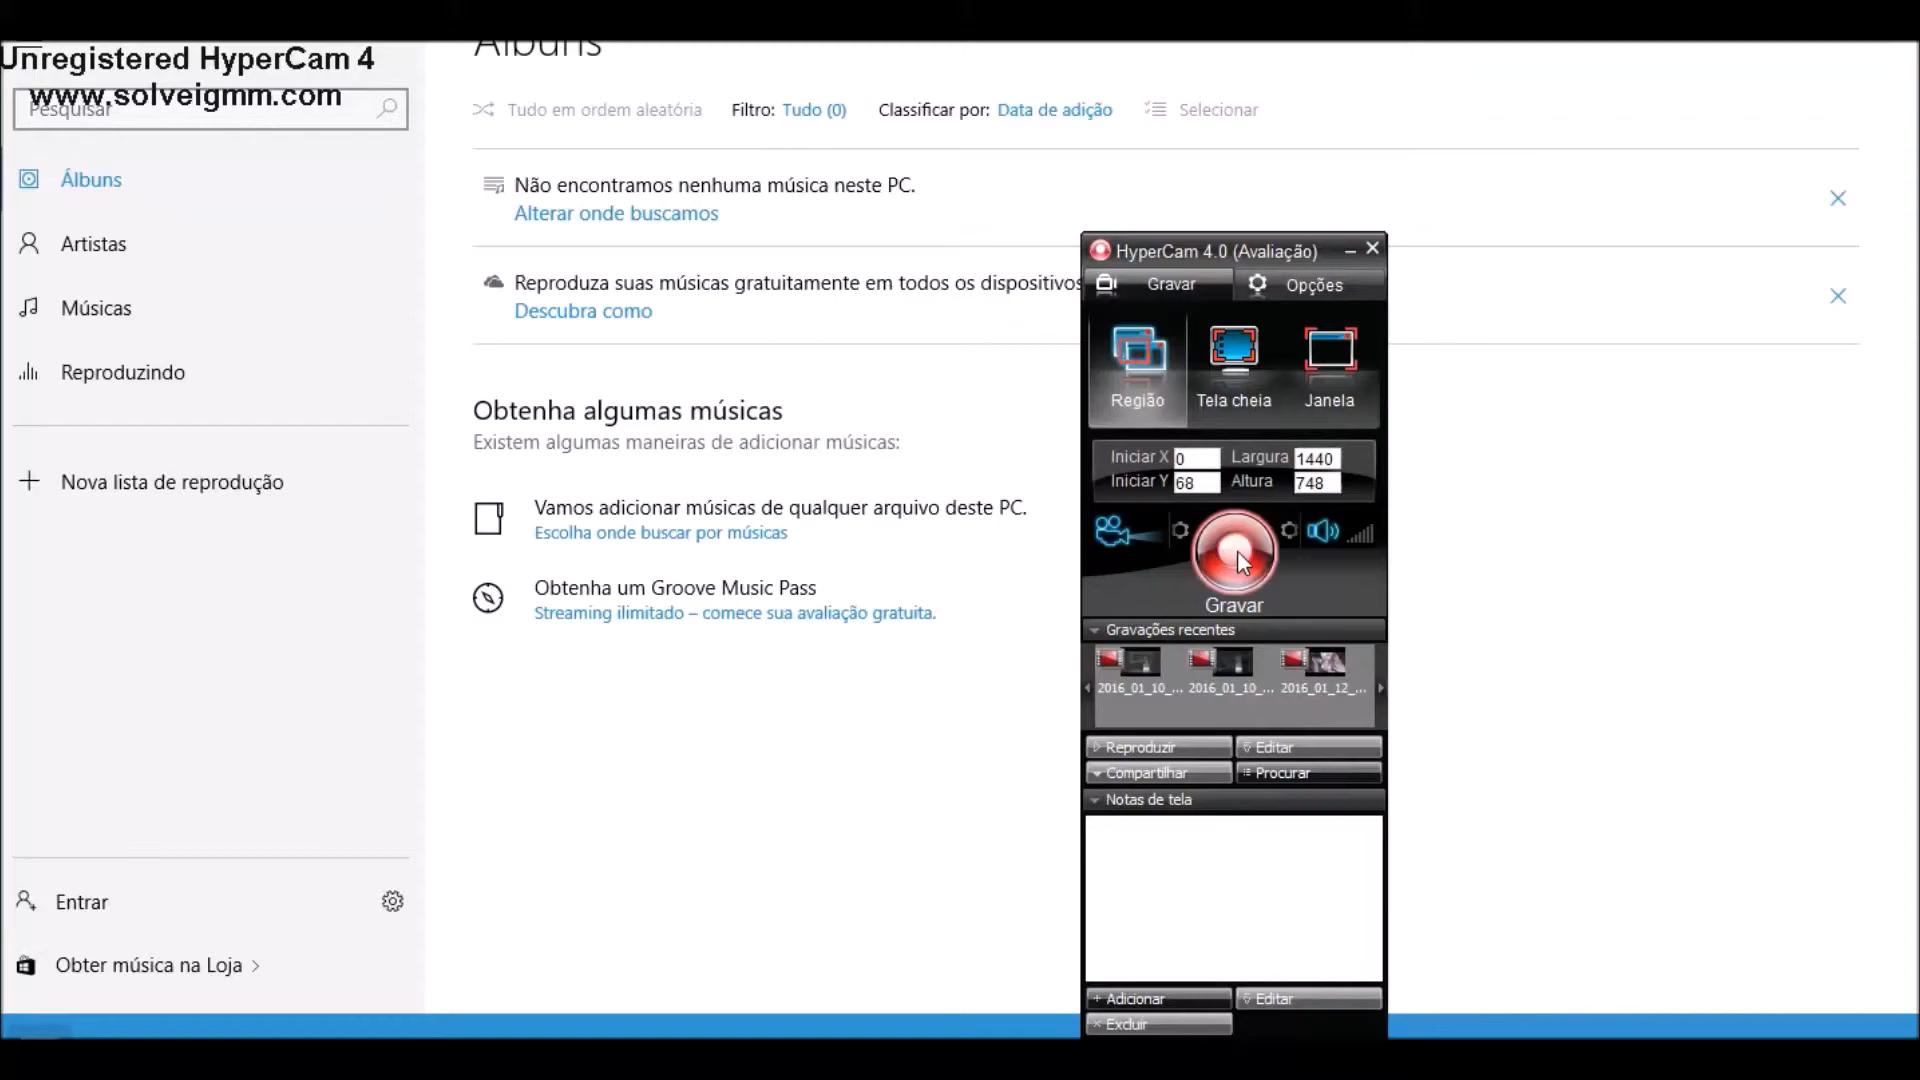 Álbuns
Unregistered HyperCam 4
www.solveigmm.com
Pesquisar
Tudo em ordem aleatória Filtro: Tudo (0) Classificar por: Data de adição Selecionar
Álbuns
Artistas
Músicas
Reproduzindo
Nova lista de reprodução
Entrar
Obter música na Loja
Não encontramos nenhuma música neste PC.
Alterar onde buscamos
Reproduza suas músicas gratuitamente em todos os dispositivos
Descubra como
Obtenha algumas músicas
Existem algumas maneiras de adicionar músicas:
Vamos adicionar músicas de qualquer arquivo deste PC.
Escolha onde buscar por músicas
Obtenha um Groove Music Pass
Streaming ilimitado – comece sua avaliação gratuita.
HyperCam 4.0 (Avaliação)
Gravar Opções
Região Tela cheia Janela
Iniciar X 0 Largura 1440
Iniciar Y 68 Altura 748
Gravar
Gravações recentes
2016_01_10_... 2016_01_10_... 2016_01_12_...
Reproduzir Editar
Compartilhar Procurar
Notas de tela
Adicionar Editar
Excluir